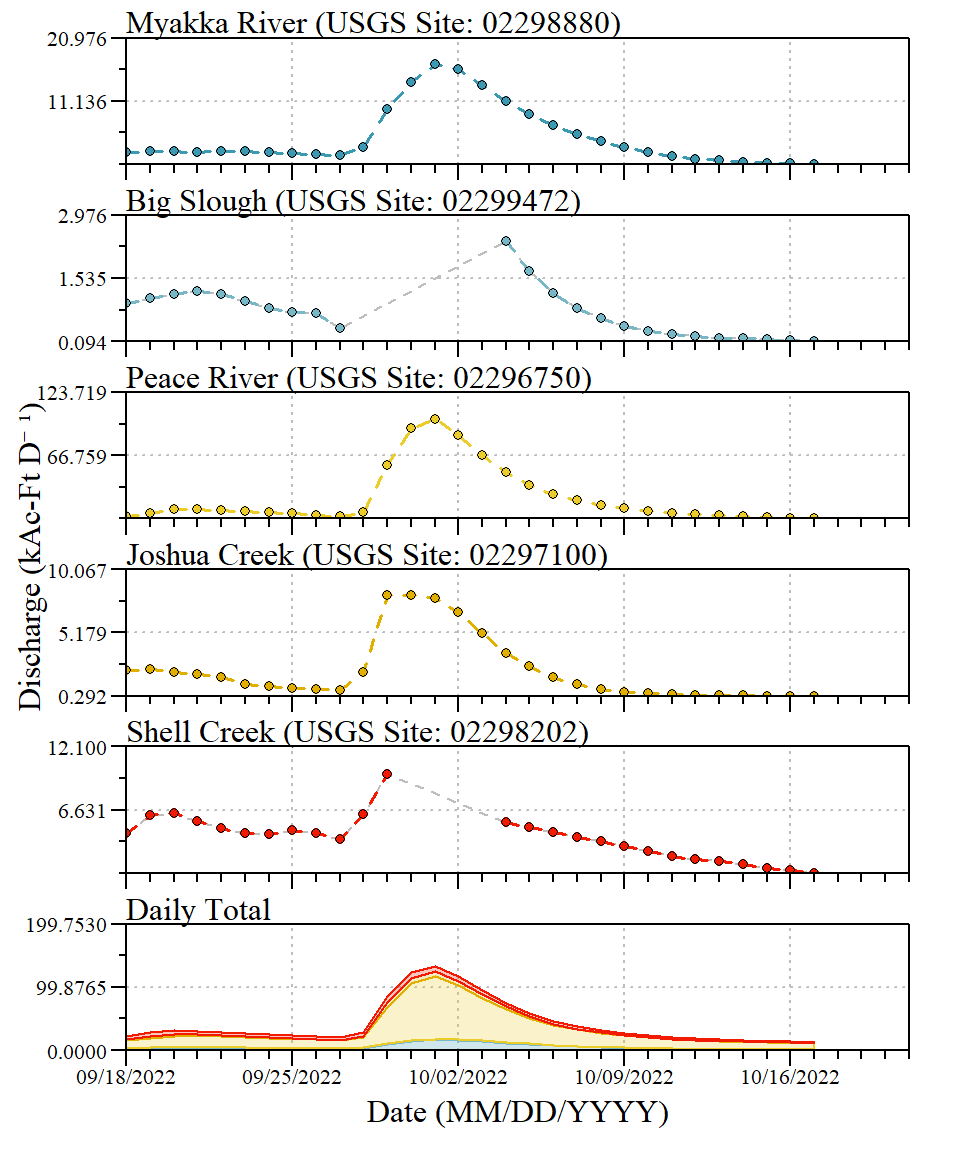 Myakka River (USGS Site: 02298880)
20.976
11.136
Big Slough (USGS Site: 02299472)
2.976
1.535
0.094
Peace River (USGS Site: 02296750)
123.719
66.759
Joshua Creek (USGS Site: 02297100)
10.067
5.179
0.292
Shell Creek (USGS Site: 02298202)
12.100
6.631
Daily Total
199.7530
99.8765
0.0000
Discharge (kAc-Ft D⁻¹)
09/18/2022 09/25/2022 10/02/2022 10/09/2022 10/16/2022
Date (MM/DD/YYYY)